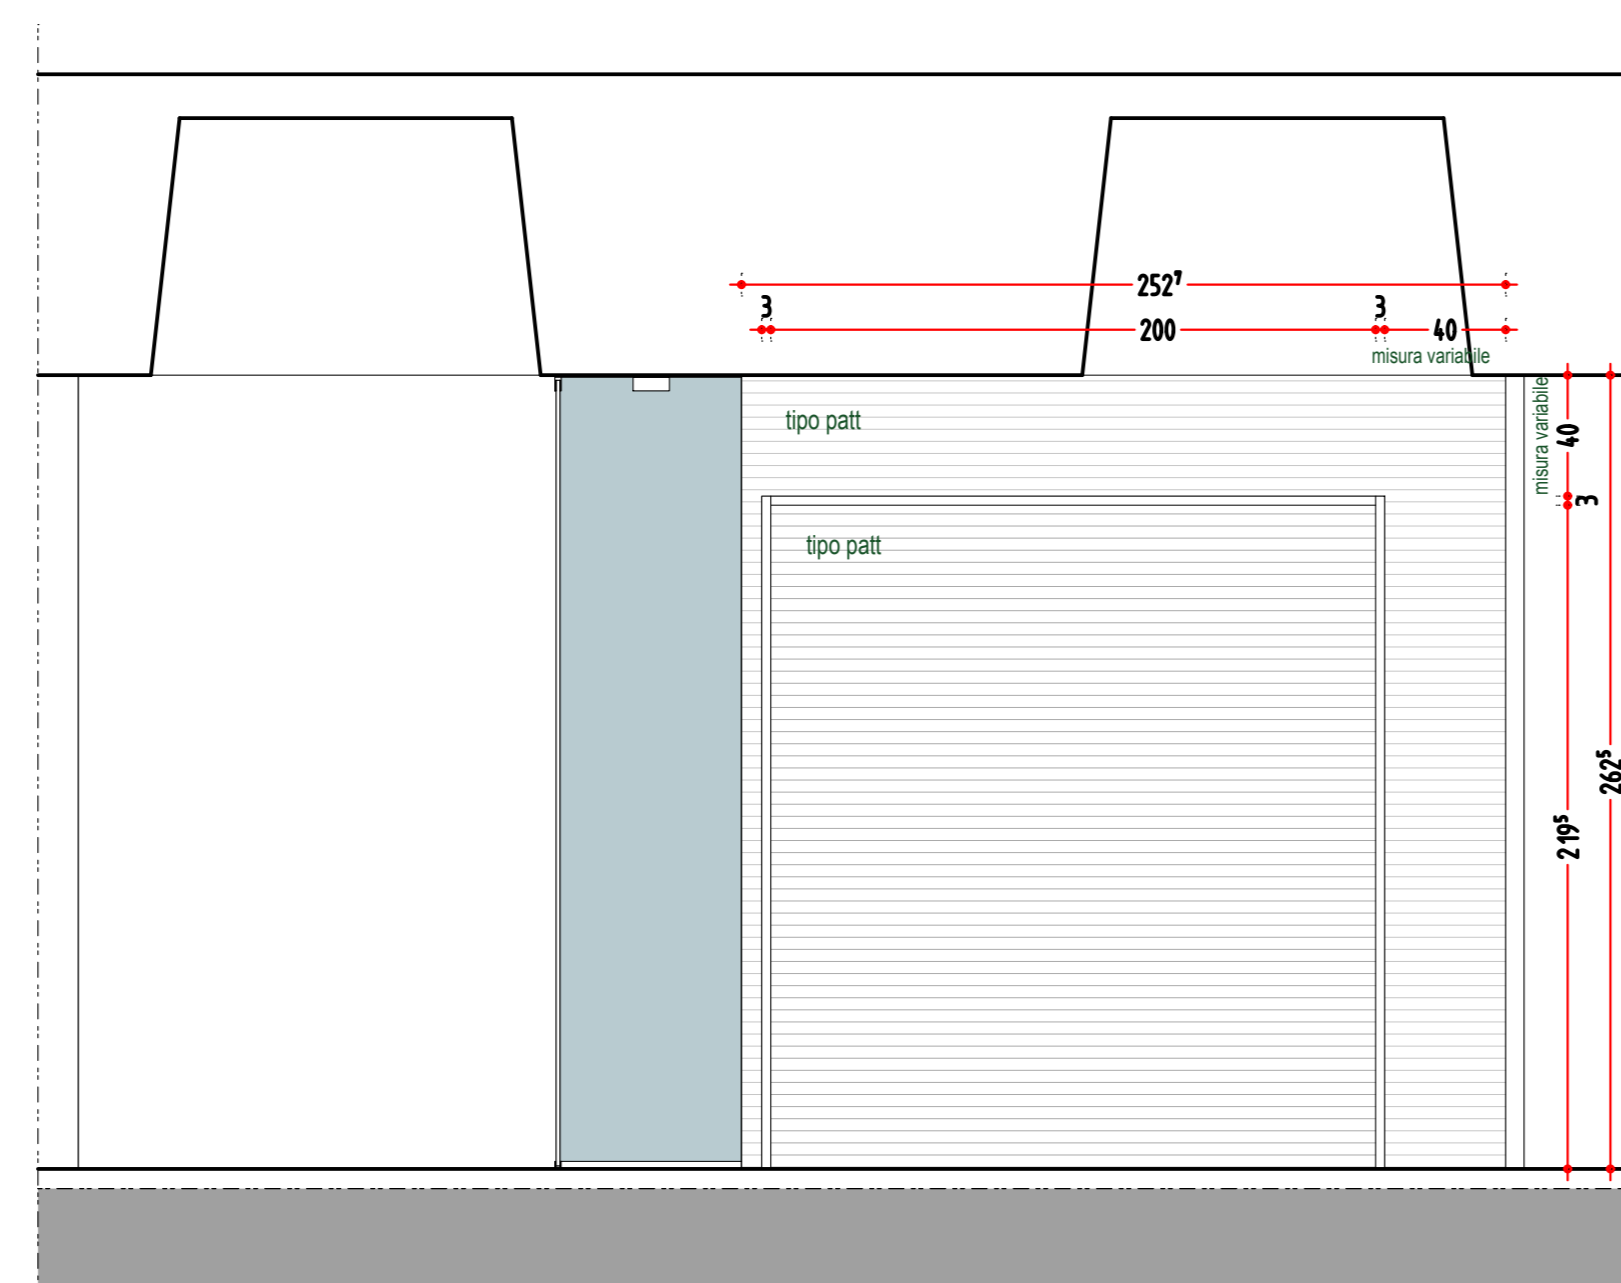 252⁷
3
3
200
40
misura variabile
tipo patt
misura variabile
40
3
tipo patt
262⁵
219⁵